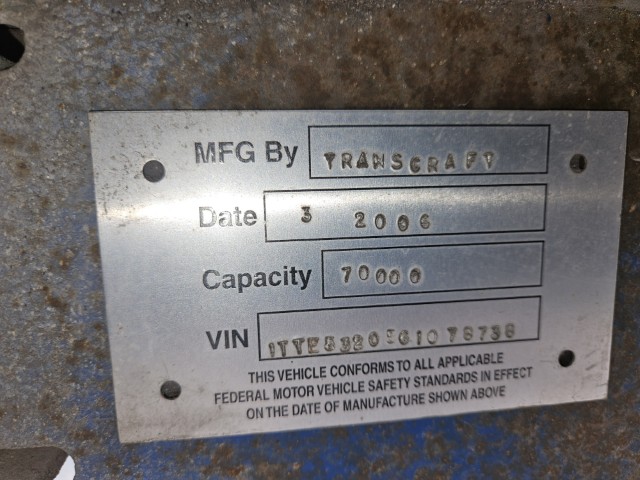 MFG By TRANSCRAFT
Date 3 2006
Capacity 70000
VIN 1TTE5320561078738
THIS VEHICLE CONFORMS TO ALL APPLICABLE
FEDERAL MOTOR VEHICLE SAFETY STANDARDS IN EFFECT
ON THE DATE OF MANUFACTURE SHOWN ABOVE